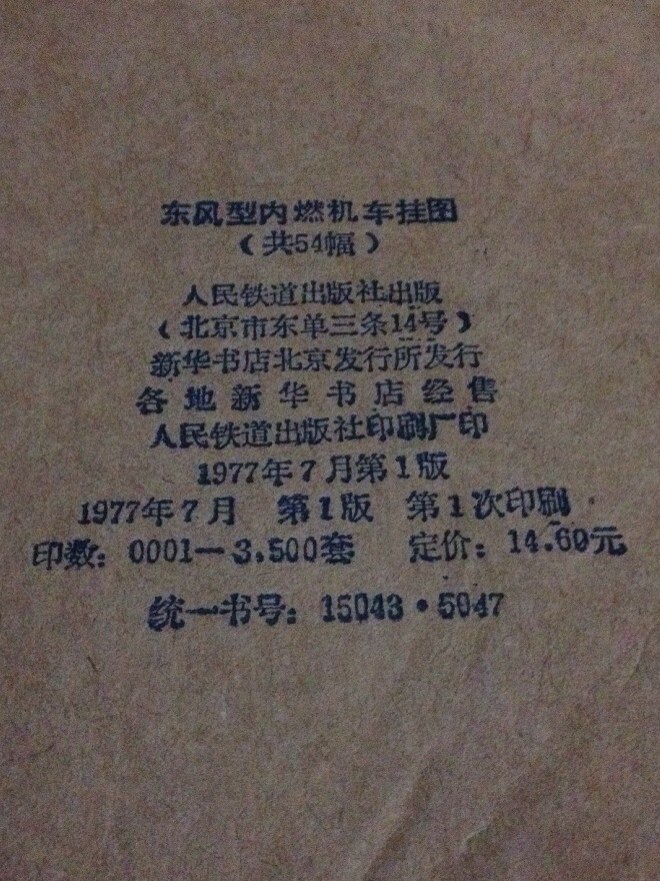 东风型内燃机车挂图
（共54幅）
人民铁道出版社出版
（北京市东单三条14号）
新华书店北京发行所发行
各地新华书店经售
人民铁道出版社印刷厂印
1977年7月第1版
1977年7月 第1版 第1次印刷
印数：0001—3,500套 定价：14.60元
统一书号：15043·5047